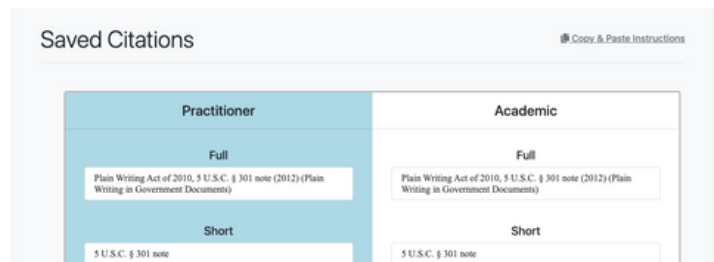 Saved Citations
Copy & Paste Instructions
Practitioner
Academic
Full
Plain Writing Act of 2010, 5 U.S.C. § 301 note (2012) (Plain
Writing in Government Documents)
Full
Plain Writing Act of 2010, 5 U.S.C. § 301 note (2012) (Plain
Writing in Government Documents)
Short
5 U.S.C. § 301 note
Short
5 U.S.C. § 301 note